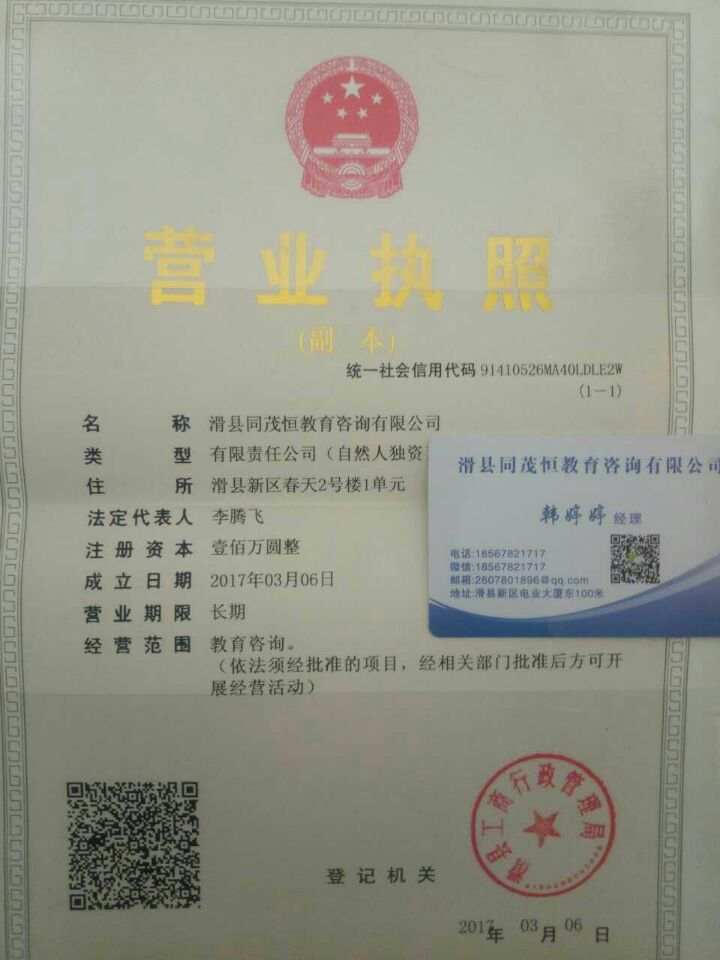 营业执照
(副 本)
统一社会信用代码 91410526MA40LDLE2W
(1-1)
名 称 滑县同茂恒教育咨询有限公司
类 型 有限责任公司（自然人独资
住 所 滑县新区春天2号楼1单元
法定代表人 李腾飞
注册资本 壹佰万圆整
成立日期 2017年03月06日
营业期限 长期
经营范围 教育咨询。
（依法须经批准的项目，经相关部门批准后方可开
展经营活动）
滑县同茂恒教育咨询有限公司
韩婷婷 经理
电话:18567821717
微信:18567821717
邮箱:2607801896@qq.com
地址:滑县新区电业大厦东100米
滑县工商行政管理局
登记机关
2017年 03月 06日